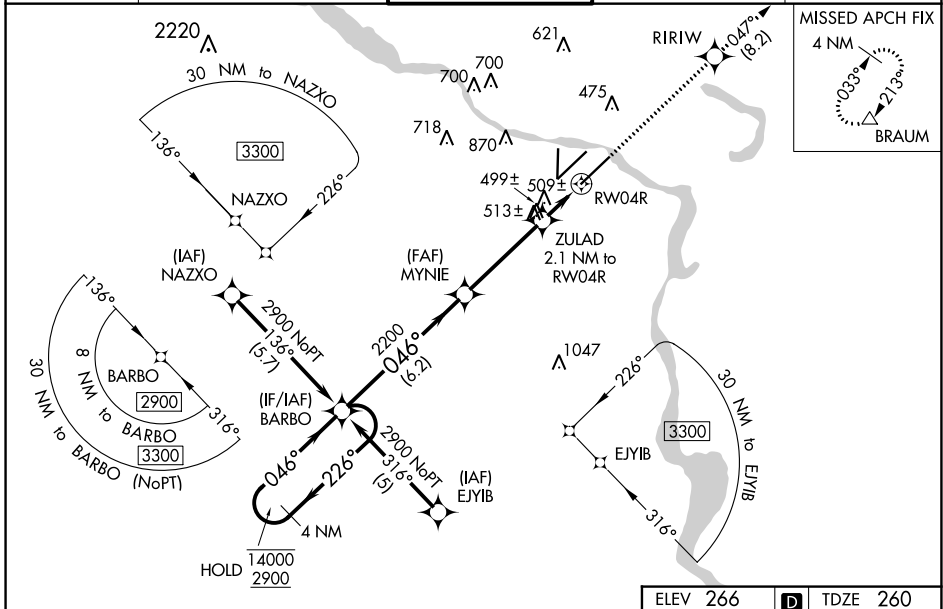 MISSED APCH FIX
4 NM
033°
213°
BRAUM
2220
30 NM to NAZXO
136°
3300
226°
NAZXO
621
700
700
475
718
870
RIRIW
047°
(8.2)
499±
509±
513±
RW04R
ZULAD
2.1 NM to
RW04R
(FAF)
MYNIE
(IAF)
NAZXO
2900 NoPT
136°
(5.7)
2200
046°
(6.2)
136°
BARBO
2900
316°
8 NM to BARBO
3300
30 NM to BARBO
(NoPT)
(IF/IAF)
BARBO
046°
226°
4 NM
HOLD 14000
2900
2900 NoPT
316°
(5)
(IAF)
EJYIB
1047
226°
30 NM to EJYIB
3300
EJYIB
316°
ELEV 266 D TDZE 260